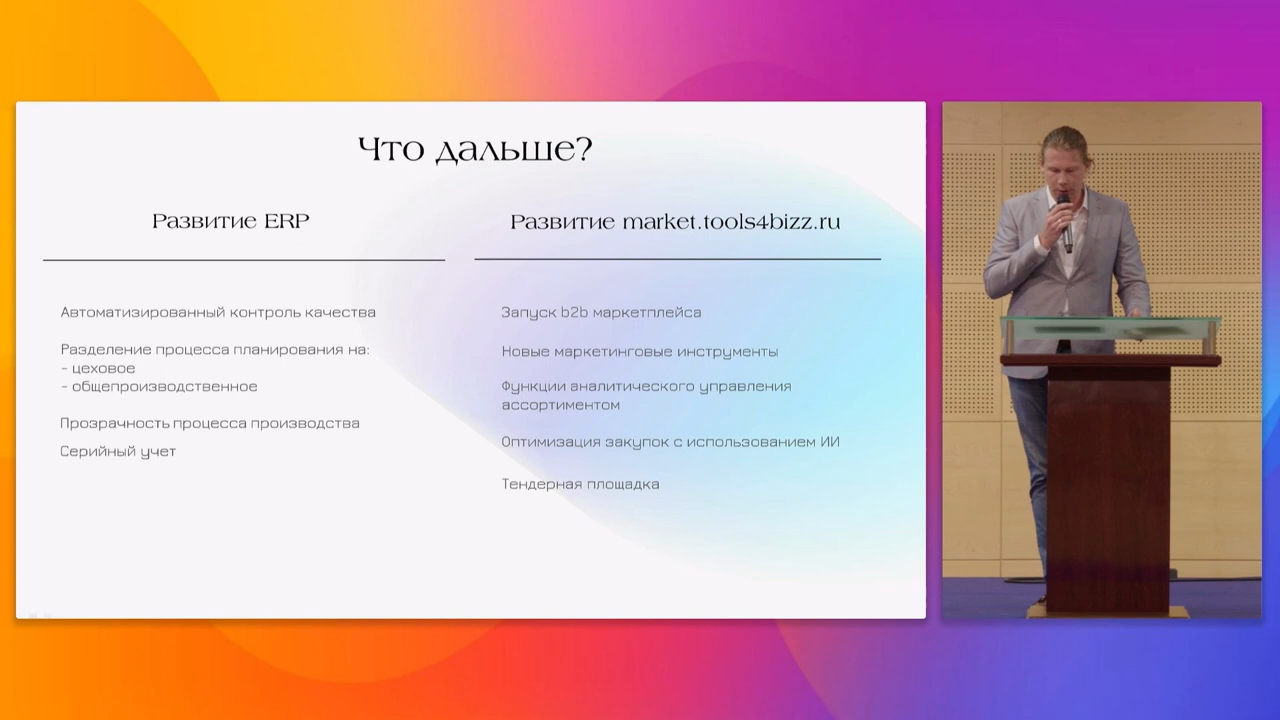 Что дальше?
Развитие ERP
Автоматизированный контроль качества
Разделение процесса планирования на:
- цеховое
- общепроизводственное
Прозрачность процесса производства
Серийный учет
Развитие market.tools4bizz.ru
Запуск b2b маркетплейса
Новые маркетинговые инструменты
Функции аналитического управления
ассортиментом
Оптимизация закупок с использованием ИИ
Тендерная площадка